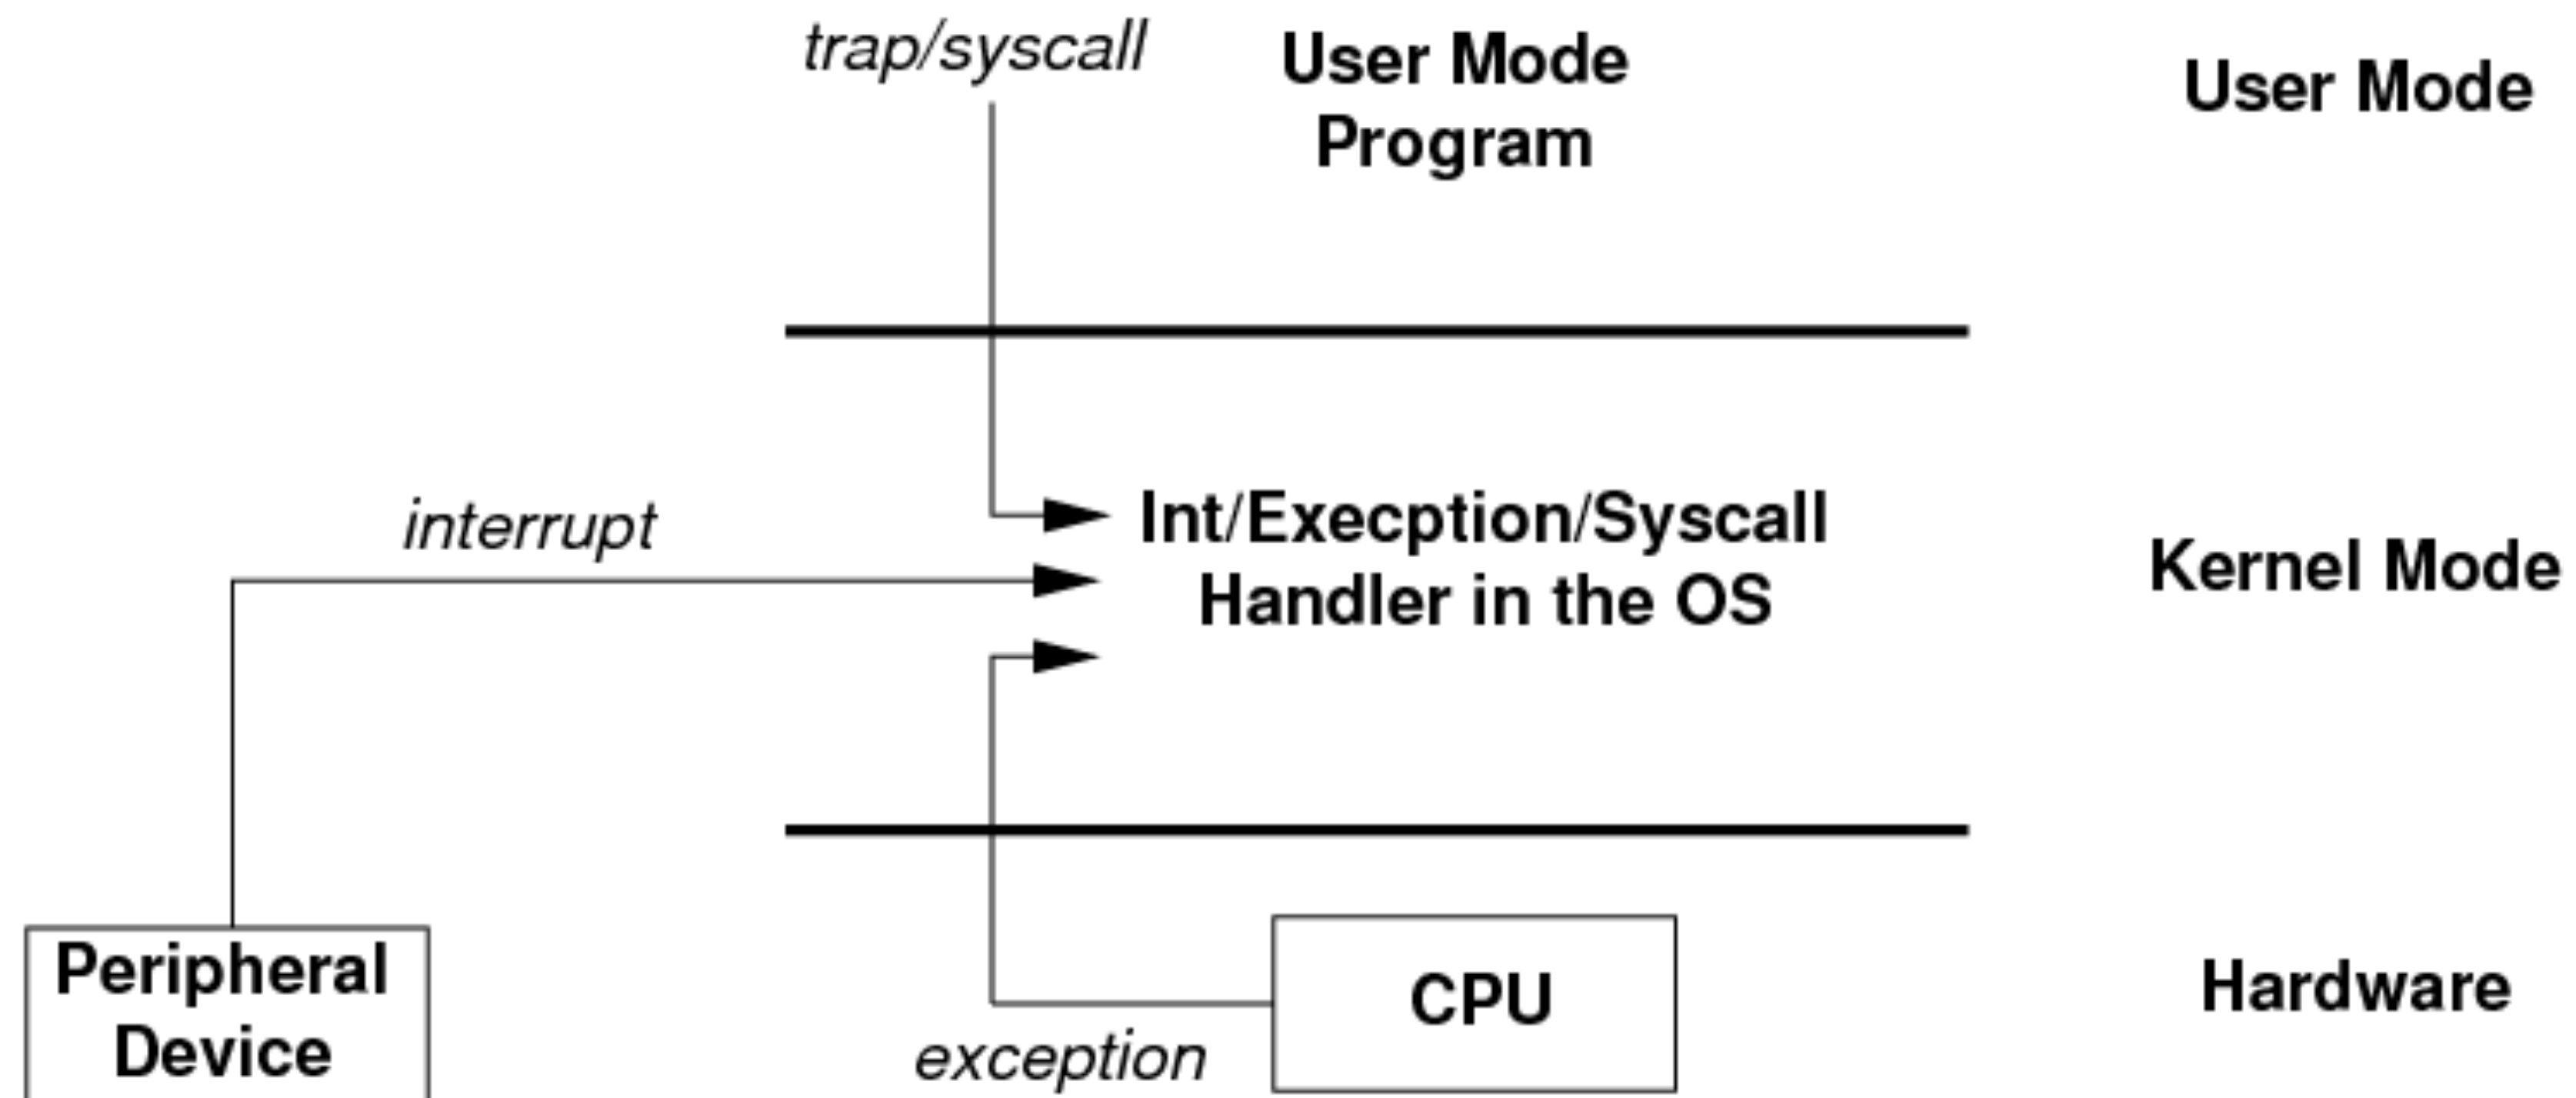 trap/syscall
User Mode
Program
User Mode
interrupt
Int/Execption/Syscall
Handler in the OS
Kernel Mode
Peripheral
Device
exception
CPU
Hardware